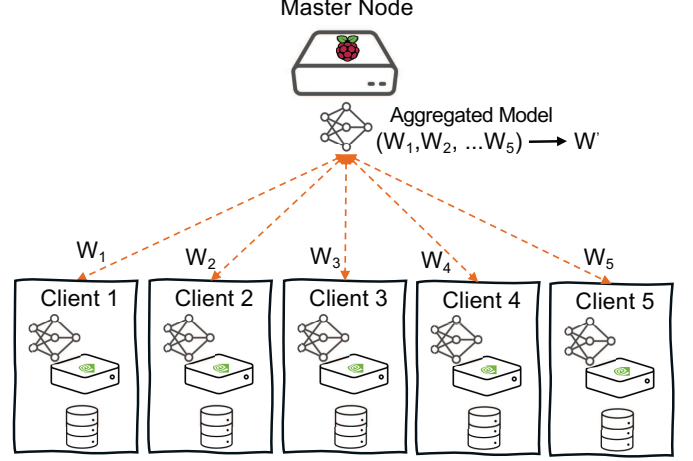 Master Node
Aggregated Model
(W₁,W₂, ...W₅) → W'
W₁
W₂
W₃
W₄
W₅
Client 1
Client 2
Client 3
Client 4
Client 5